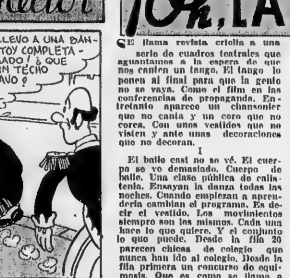 ¡Oh, LA
LLEVO A UNA DAN-
TOY COMPLETA-
ADO! ¿QUE
UN TECHO
AVO?
SE llama revista criolla a una
serie de cuadros teatrales que
aguantamos a la espera de que
nos canten un tango. El tango lo
ponen al final para que la gente
no se vaya. Como el film en las
conferencias de propaganda. En-
tretanto aparece un chansonier
que no canta y un coro que no
corea. Con unos vestidos que no
visten y ante unas decoraciones
que no decoran.
I
El baile casi no se vé. El cuer-
po se ve demasiado. Cuerpo de
baile. Una clase pública de calis-
tenia. Ensayan la danza todas las
noches. Cuando empiezan a apren-
derla cambian el programa. Es de-
cir el vestido. Los movimientos
siempre son los mismos. Cada una
hace lo que quiere. Y el conjunto
lo que puede. Desde la fila 20
parecen chicas de colegio que
nunca han ido al colegio. Desde la
fila primera un concurso de equi-
mosis. Que es como se llama a